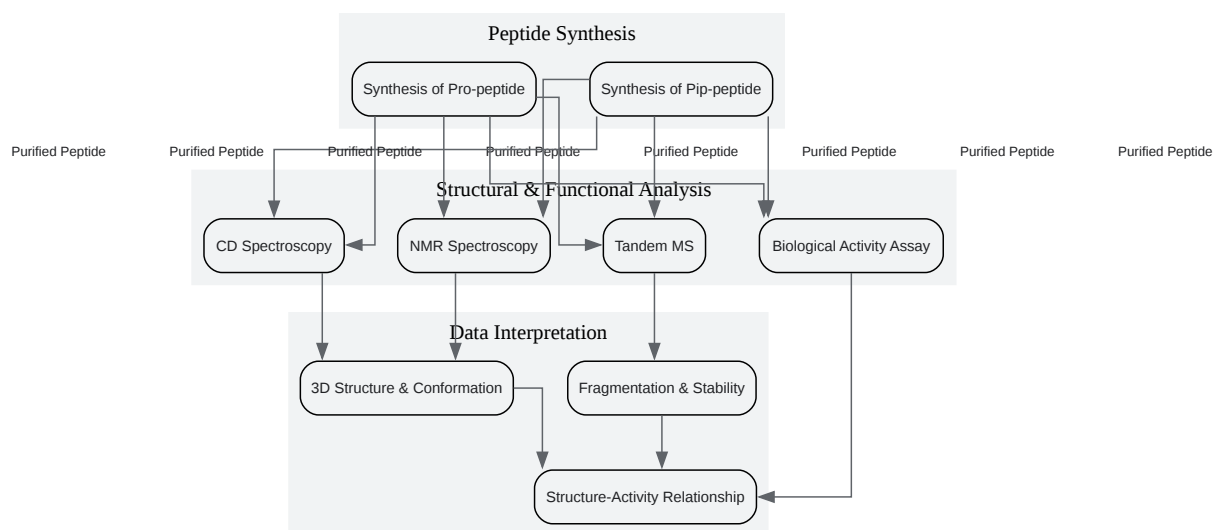 Peptide Synthesis
Synthesis of Pro-peptide
Synthesis of Pip-peptide
Purified Peptide
Purified Peptide
Purified Peptide
Purified Peptide
Purified Peptide
Purified Peptide
Purified Peptide
Purified Peptide
Structural & Functional Analysis
CD Spectroscopy
NMR Spectroscopy
Tandem MS
Biological Activity Assay
Data Interpretation
3D Structure & Conformation
Fragmentation & Stability
Structure-Activity Relationship